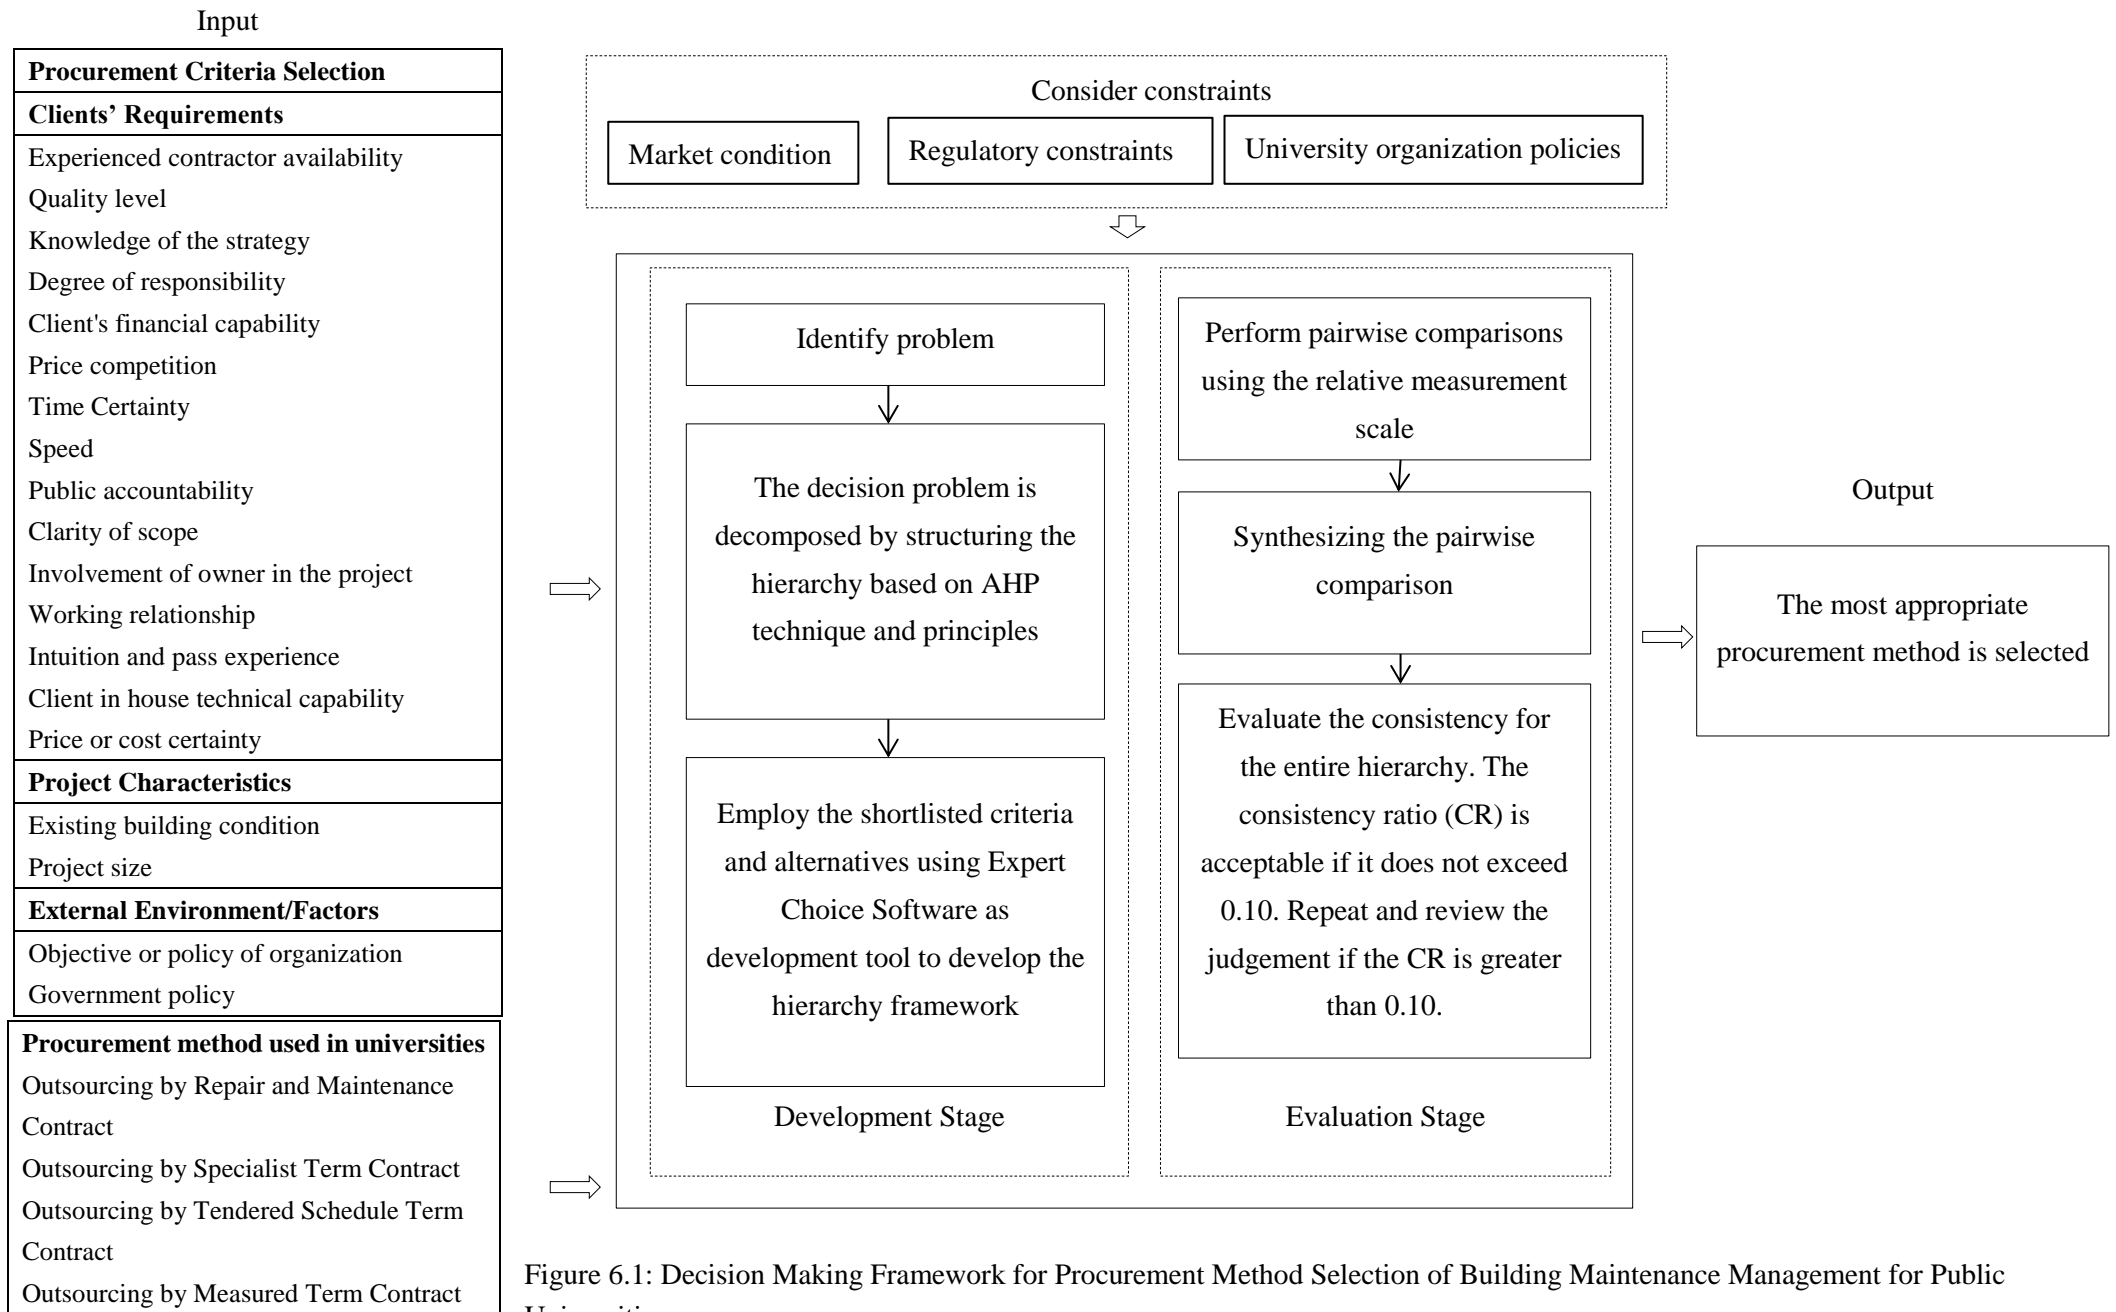 Input
Procurement Criteria Selection
Clients' Requirements
Experienced contractor availability
Quality level
Knowledge of the strategy
Degree of responsibility
Client's financial capability
Price competition
Time Certainty
Speed
Public accountability
Clarity of scope
Involvement of owner in the project
Working relationship
Intuition and pass experience
Client in house technical capability
Price or cost certainty
Project Characteristics
Existing building condition
Project size
External Environment/Factors
Objective or policy of organization
Government policy
Procurement method used in universities
Outsourcing by Repair and Maintenance
Contract
Outsourcing by Specialist Term Contract
Outsourcing by Tendered Schedule Term
Contract
Outsourcing by Measured Term Contract
Consider constraints
Market condition
Regulatory constraints
University organization policies
Identify problem
The decision problem is
decomposed by structuring the
hierarchy based on AHP
technique and principles
Employ the shortlisted criteria
and alternatives using Expert
Choice Software as
development tool to develop the
hierarchy framework
Development Stage
Perform pairwise comparisons
using the relative measurement
scale
Synthesizing the pairwise
comparison
Evaluate the consistency for
the entire hierarchy. The
consistency ratio (CR) is
acceptable if it does not exceed
0.10. Repeat and review the
judgement if the CR is greater
than 0.10.
Evaluation Stage
Output
The most appropriate
procurement method is selected
Figure 6.1: Decision Making Framework for Procurement Method Selection of Building Maintenance Management for Public